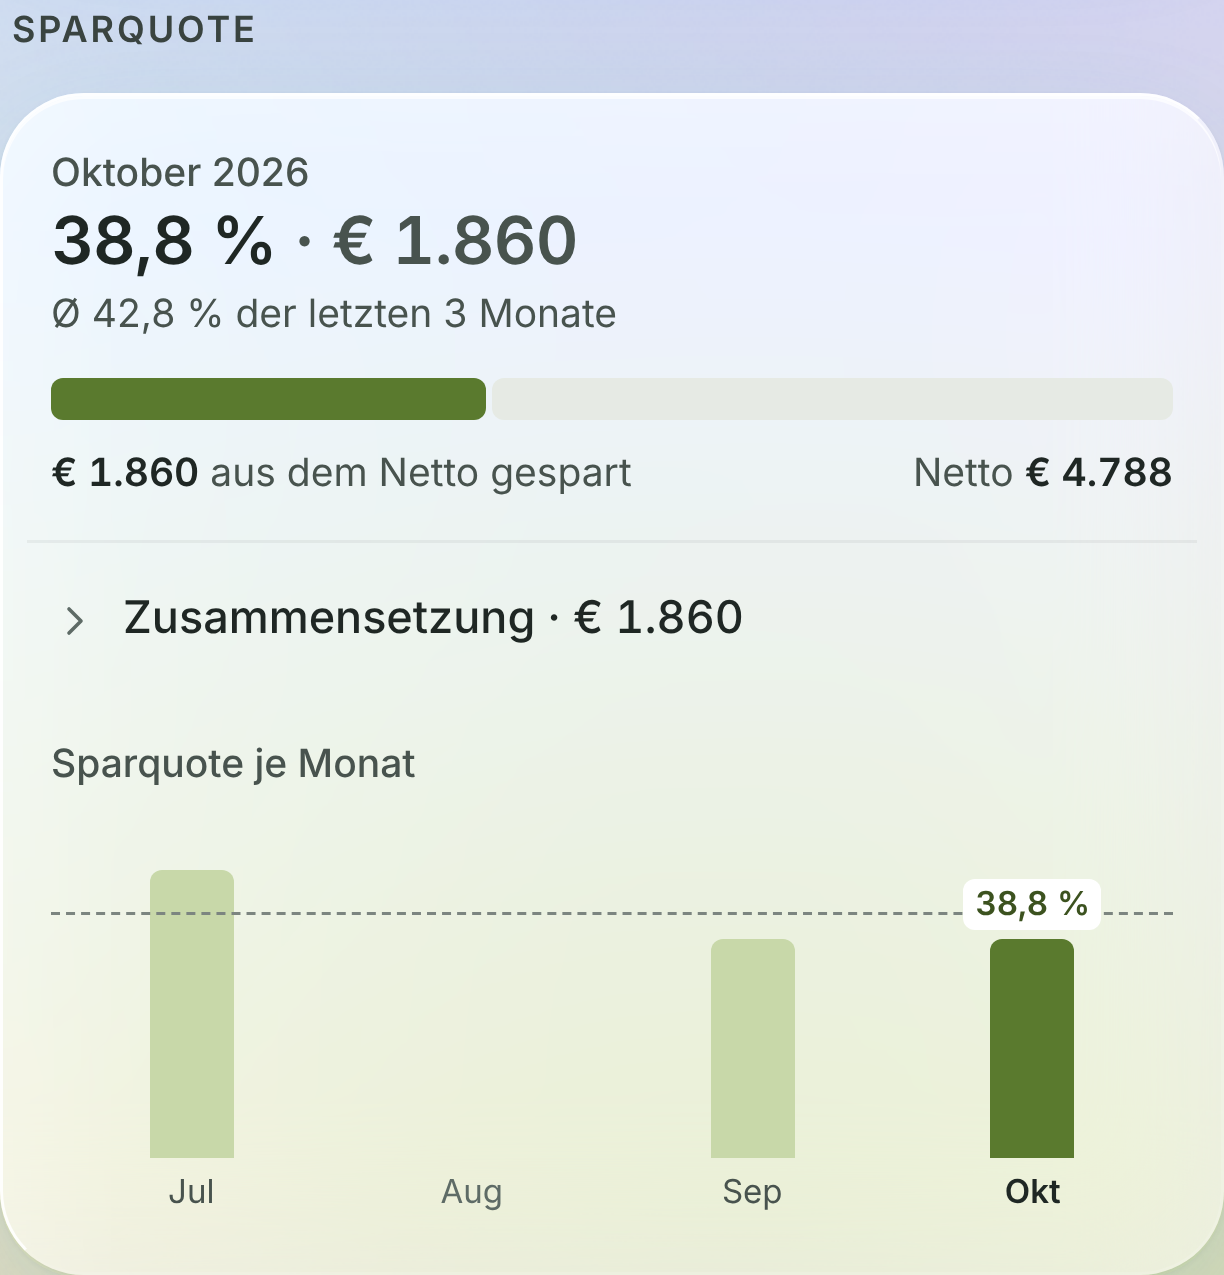 SPARQUOTE
Oktober 2026
38,8 % · € 1.860
Ø 42,8 % der letzten 3 Monate
€ 1.860 aus dem Netto gespart
Netto € 4.788
Zusammensetzung · € 1.860
Sparquote je Monat
38,8 %
Jul
Aug
Sep
Okt